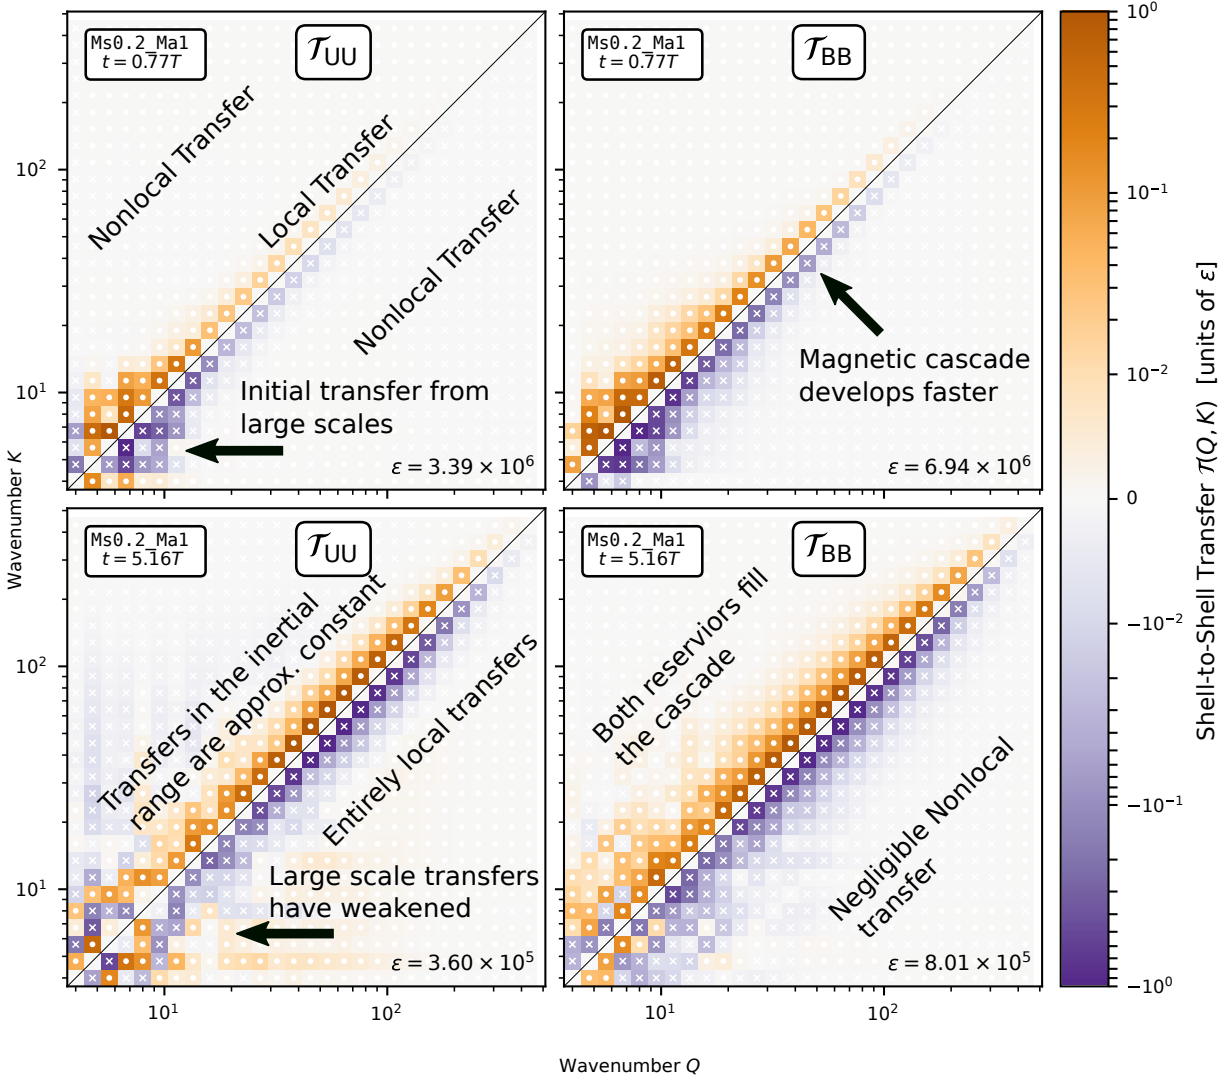 Ms0.2_Ma1
t = 0.77T
𝒯UU
Nonlocal Transfer
Local Transfer
Nonlocal Transfer
Initial transfer from
large scales
ε = 3.39 × 10⁶
10²
10¹
Wavenumber K
Ms0.2_Ma1
t = 0.77T
𝒯BB
Magnetic cascade
develops faster
ε = 6.94 × 10⁶
Ms0.2_Ma1
t = 5.16T
𝒯UU
Transfers in the inertial
range are approx. constant
Entirely local transfers
Large scale transfers
have weakened
ε = 3.60 × 10⁵
10²
10¹
10¹
10²
Ms0.2_Ma1
t = 5.16T
𝒯BB
Both reserviors fill
the cascade
Negligible Nonlocal
transfer
ε = 8.01 × 10⁵
10¹
10²
Wavenumber Q
10⁰
10⁻¹
10⁻²
0
−10⁻²
−10⁻¹
−10⁰
Shell-to-Shell Transfer 𝒯(Q, K) [units of ε]